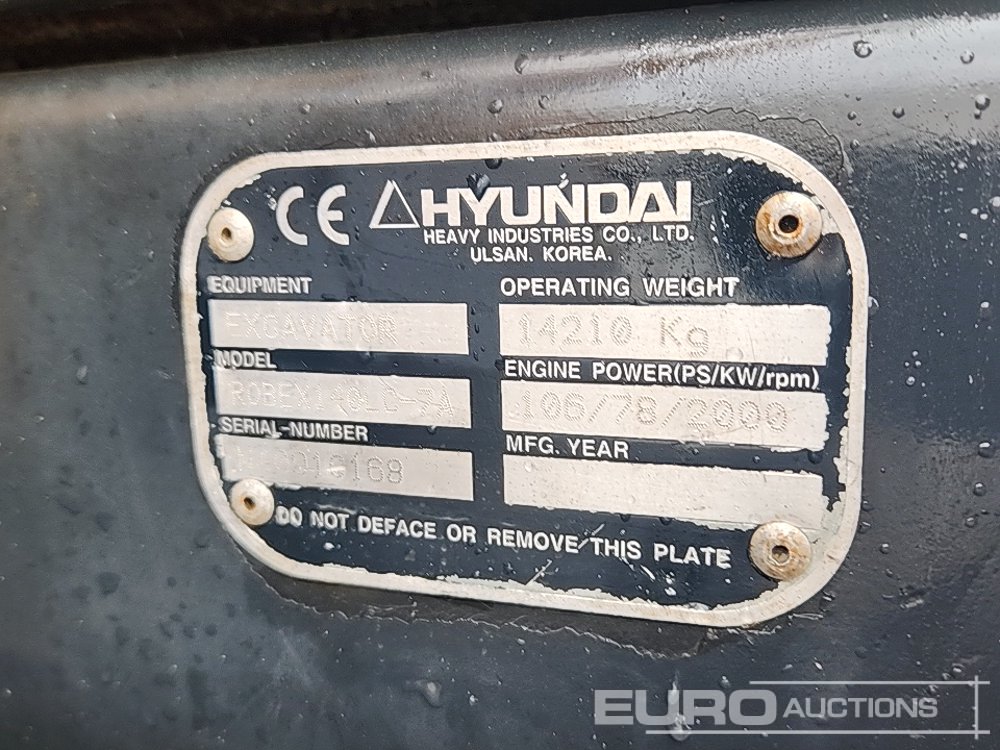 CE HYUNDAI
HEAVY INDUSTRIES CO., LTD.
ULSAN. KOREA.
EQUIPMENT
EXCAVATOR
MODEL
ROBEX140LC-7A
SERIAL-NUMBER
OPERATING WEIGHT
14210 Kg
ENGINE POWER(PS/KW/rpm)
106/78/2000
MFG. YEAR
DO NOT DEFACE OR REMOVE THIS PLATE
EURO AUCTIONS